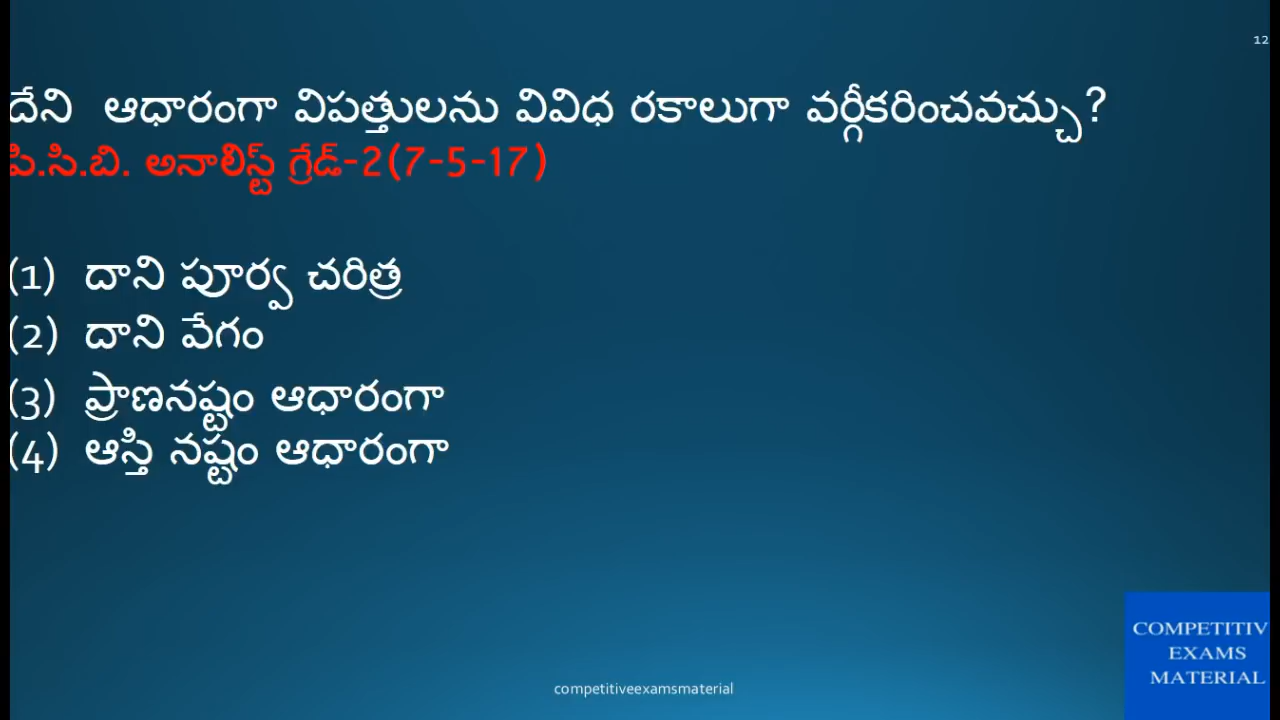 12
దేని ఆధారంగా విపత్తులను వివిధ రకాలుగా వర్గీకరించవచ్చు?
పి.సి.బి. అనాలిస్ట్ గ్రేడ్-2(7-5-17)
(1) దాని పూర్వ చరిత్ర
(2) దాని వేగం
(3) ప్రాణనష్టం ఆధారంగా
(4) ఆస్తి నష్టం ఆధారంగా
COMPETITIV
EXAMS
MATERIAL
competitiveexamsmaterial